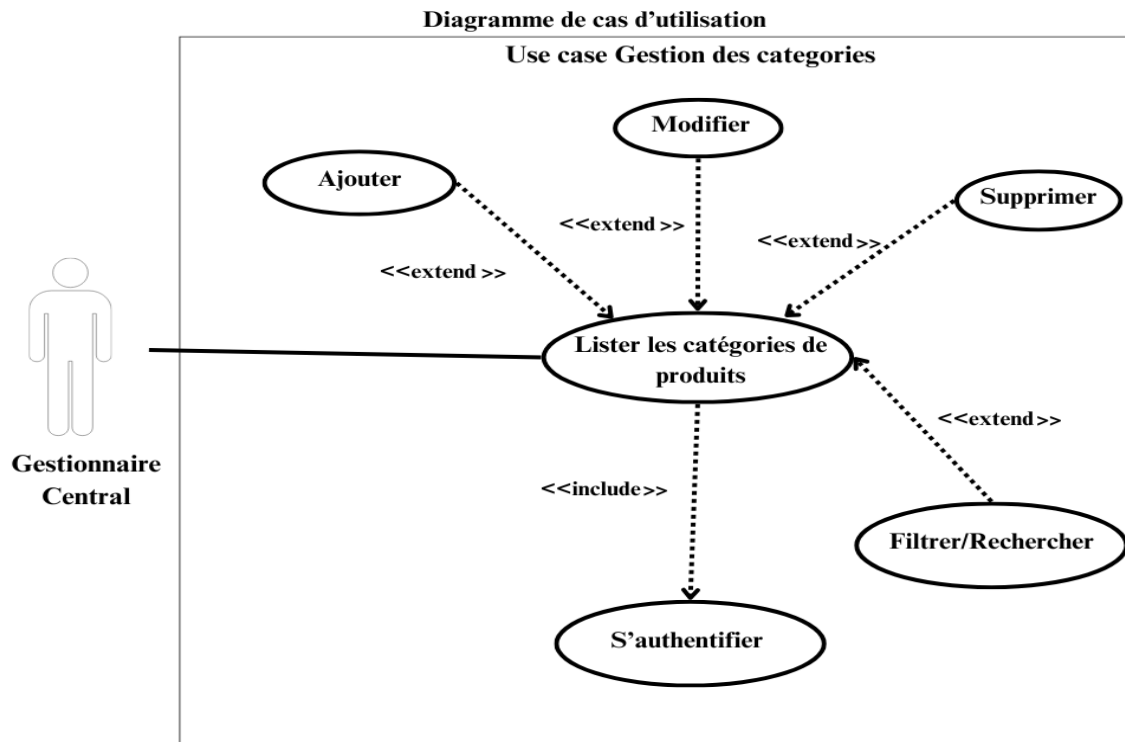 Diagramme de cas d'utilisation
Use case Gestion des categories
Modifier
Ajouter
Supprimer
<<extend>>
<<extend>>
<<extend>>
Lister les catégories de
produits
<<extend>>
Gestionnaire
Central
<<include>>
Filtrer/Rechercher
S'authentifier